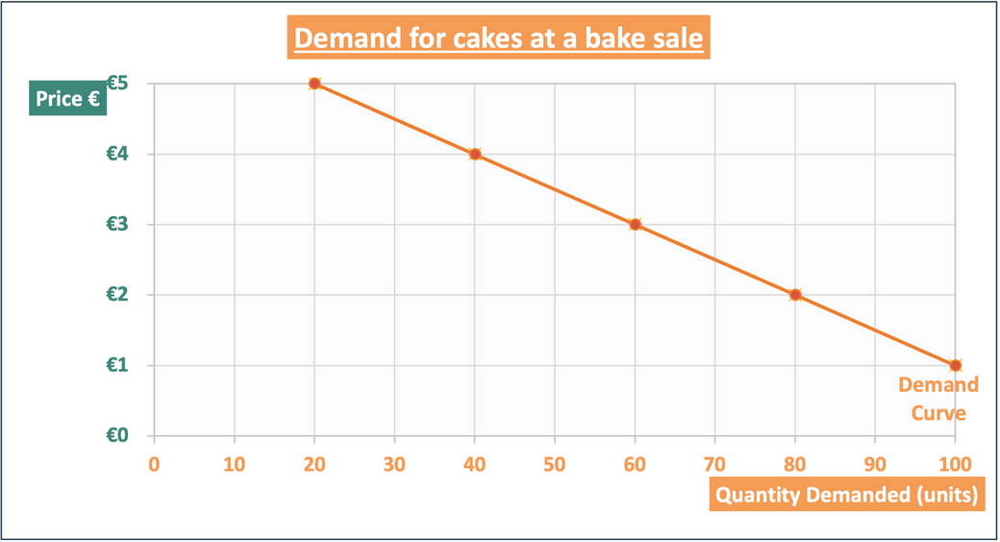 Demand for cakes at a bake sale
Price €
€5
€4
€3
€2
€1
€0
Demand
Curve
0 10 20 30 40 50 60 70 80 90 100
Quantity Demanded (units)